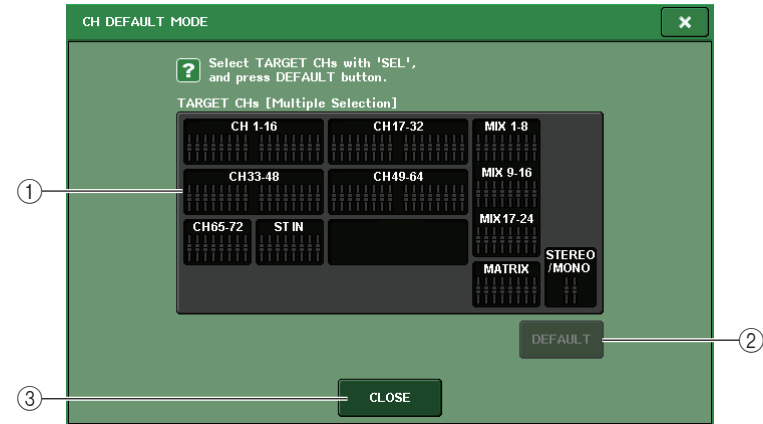 CH DEFAULT MODE
×
? Select TARGET CHs with 'SEL',
and press DEFAULT button.
TARGET CHs [Multiple Selection]
CH 1-16 CH17-32 MIX 1-8
① CH33-48 CH49-64 MIX 9-16
CH65-72 ST IN MIX17-24
MATRIX STEREO
/MONO
DEFAULT ②
③ CLOSE